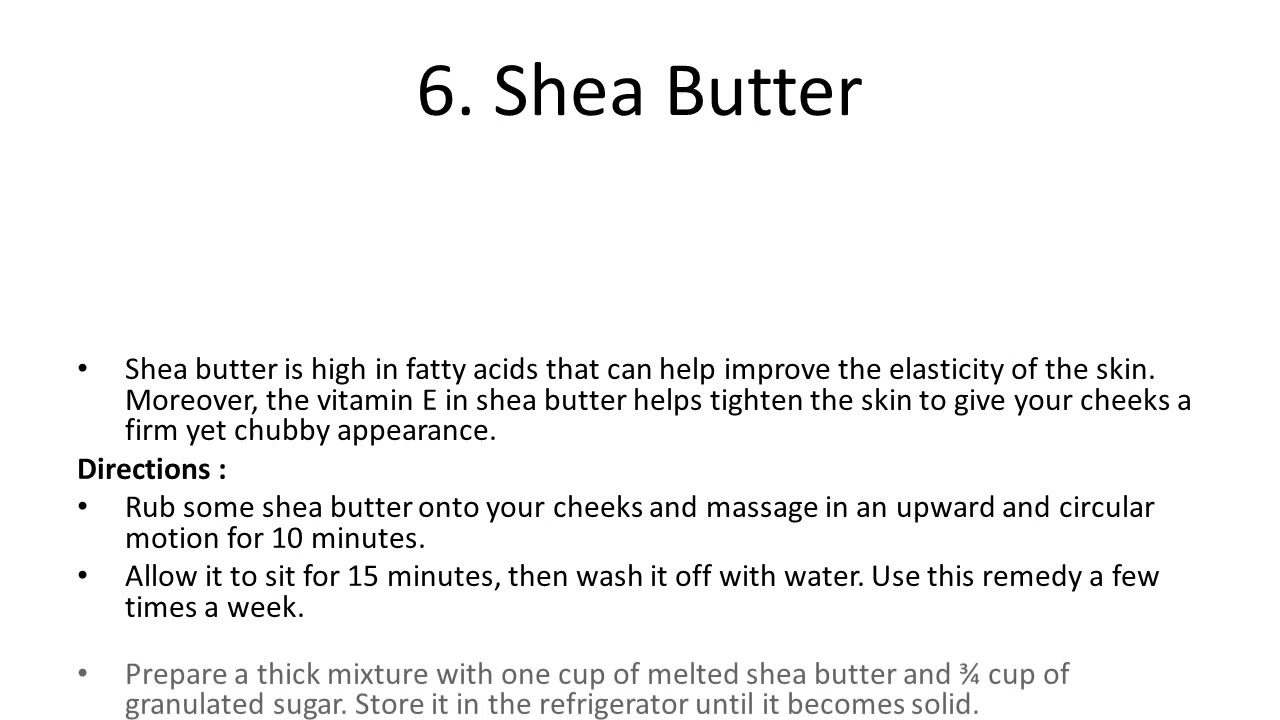 6. Shea Butter
• Shea butter is high in fatty acids that can help improve the elasticity of the skin.
Moreover, the vitamin E in shea butter helps tighten the skin to give your cheeks a
firm yet chubby appearance.
Directions :
• Rub some shea butter onto your cheeks and massage in an upward and circular
motion for 10 minutes.
• Allow it to sit for 15 minutes, then wash it off with water. Use this remedy a few
times a week.
• Prepare a thick mixture with one cup of melted shea butter and ¾ cup of
granulated sugar. Store it in the refrigerator until it becomes solid.